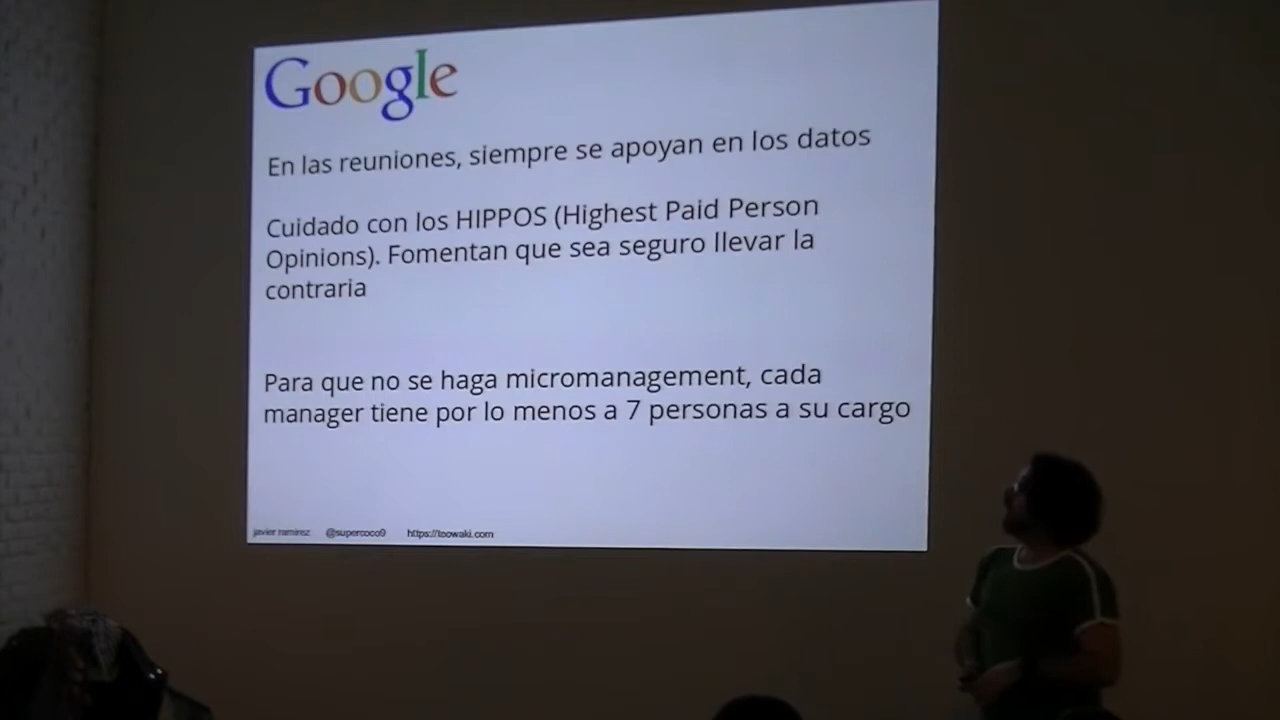 Google
En las reuniones, siempre se apoyan en los datos
Cuidado con los HIPPOS (Highest Paid Person
Opinions). Fomentan que sea seguro llevar la
contraria
Para que no se haga micromanagement, cada
manager tiene por lo menos a 7 personas a su cargo
javier ramirez @supercoco9 https://teowaki.com